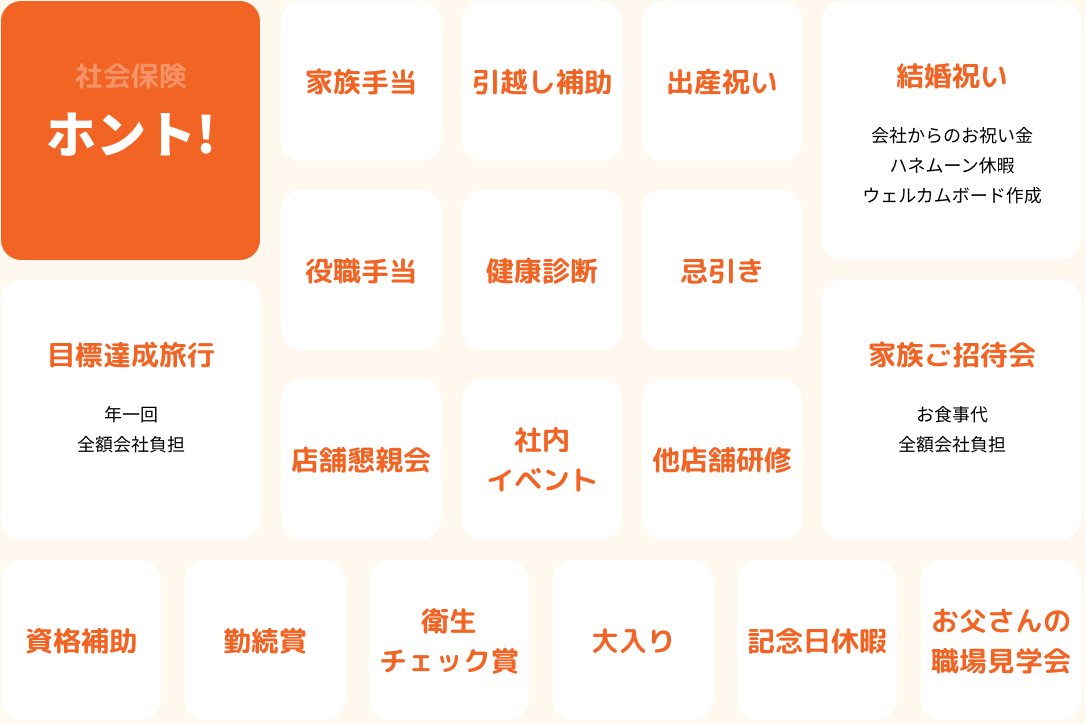 社会保険
ホント!
家族手当
引越し補助
出産祝い
結婚祝い
会社からのお祝い金
ハネムーン休暇
ウェルカムボード作成
役職手当
健康診断
忌引き
目標達成旅行
年一回
全額会社負担
家族ご招待会
お食事代
全額会社負担
店舗懇親会
社内
イベント
他店舗研修
資格補助
勤続賞
衛生
チェック賞
大入り
記念日休暇
お父さんの
職場見学会